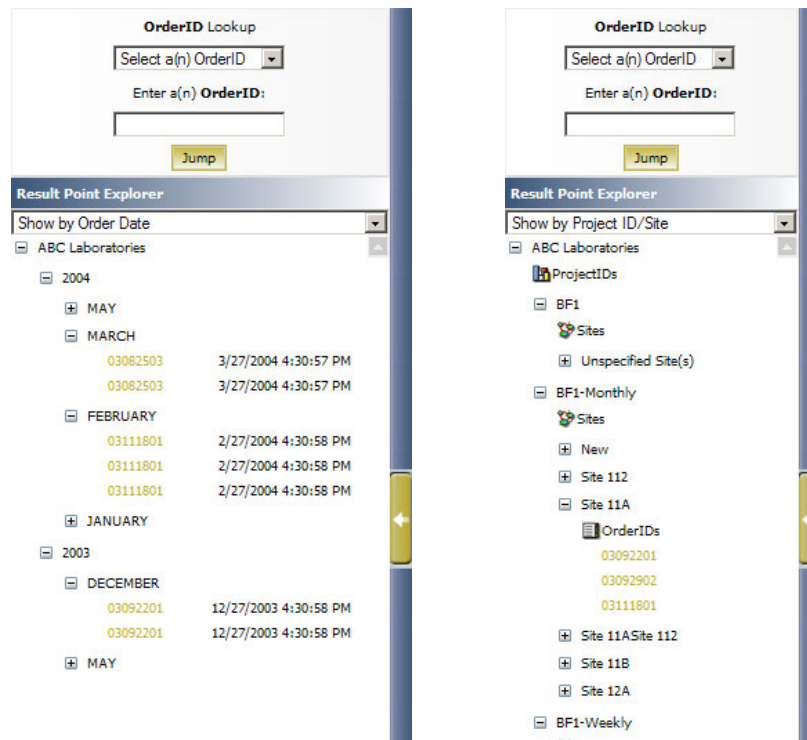 OrderID Lookup
Select a(n) OrderID
Enter a(n) OrderID:
Jump
Result Point Explorer
Show by Order Date
ABC Laboratories
2004
MAY
MARCH
03082503 3/27/2004 4:30:57 PM
03082503 3/27/2004 4:30:57 PM
FEBRUARY
03111801 2/27/2004 4:30:58 PM
03111801 2/27/2004 4:30:58 PM
03111801 2/27/2004 4:30:58 PM
JANUARY
2003
DECEMBER
03092201 12/27/2003 4:30:58 PM
03092201 12/27/2003 4:30:58 PM
MAY
OrderID Lookup
Select a(n) OrderID
Enter a(n) OrderID:
Jump
Result Point Explorer
Show by Project ID/Site
ABC Laboratories
ProjectIDs
BF1
Sites
Unspecified Site(s)
BF1-Monthly
Sites
New
Site 112
Site 11A
OrderIDs
03092201
03092902
03111801
Site 11ASite 112
Site 11B
Site 12A
BF1-Weekly